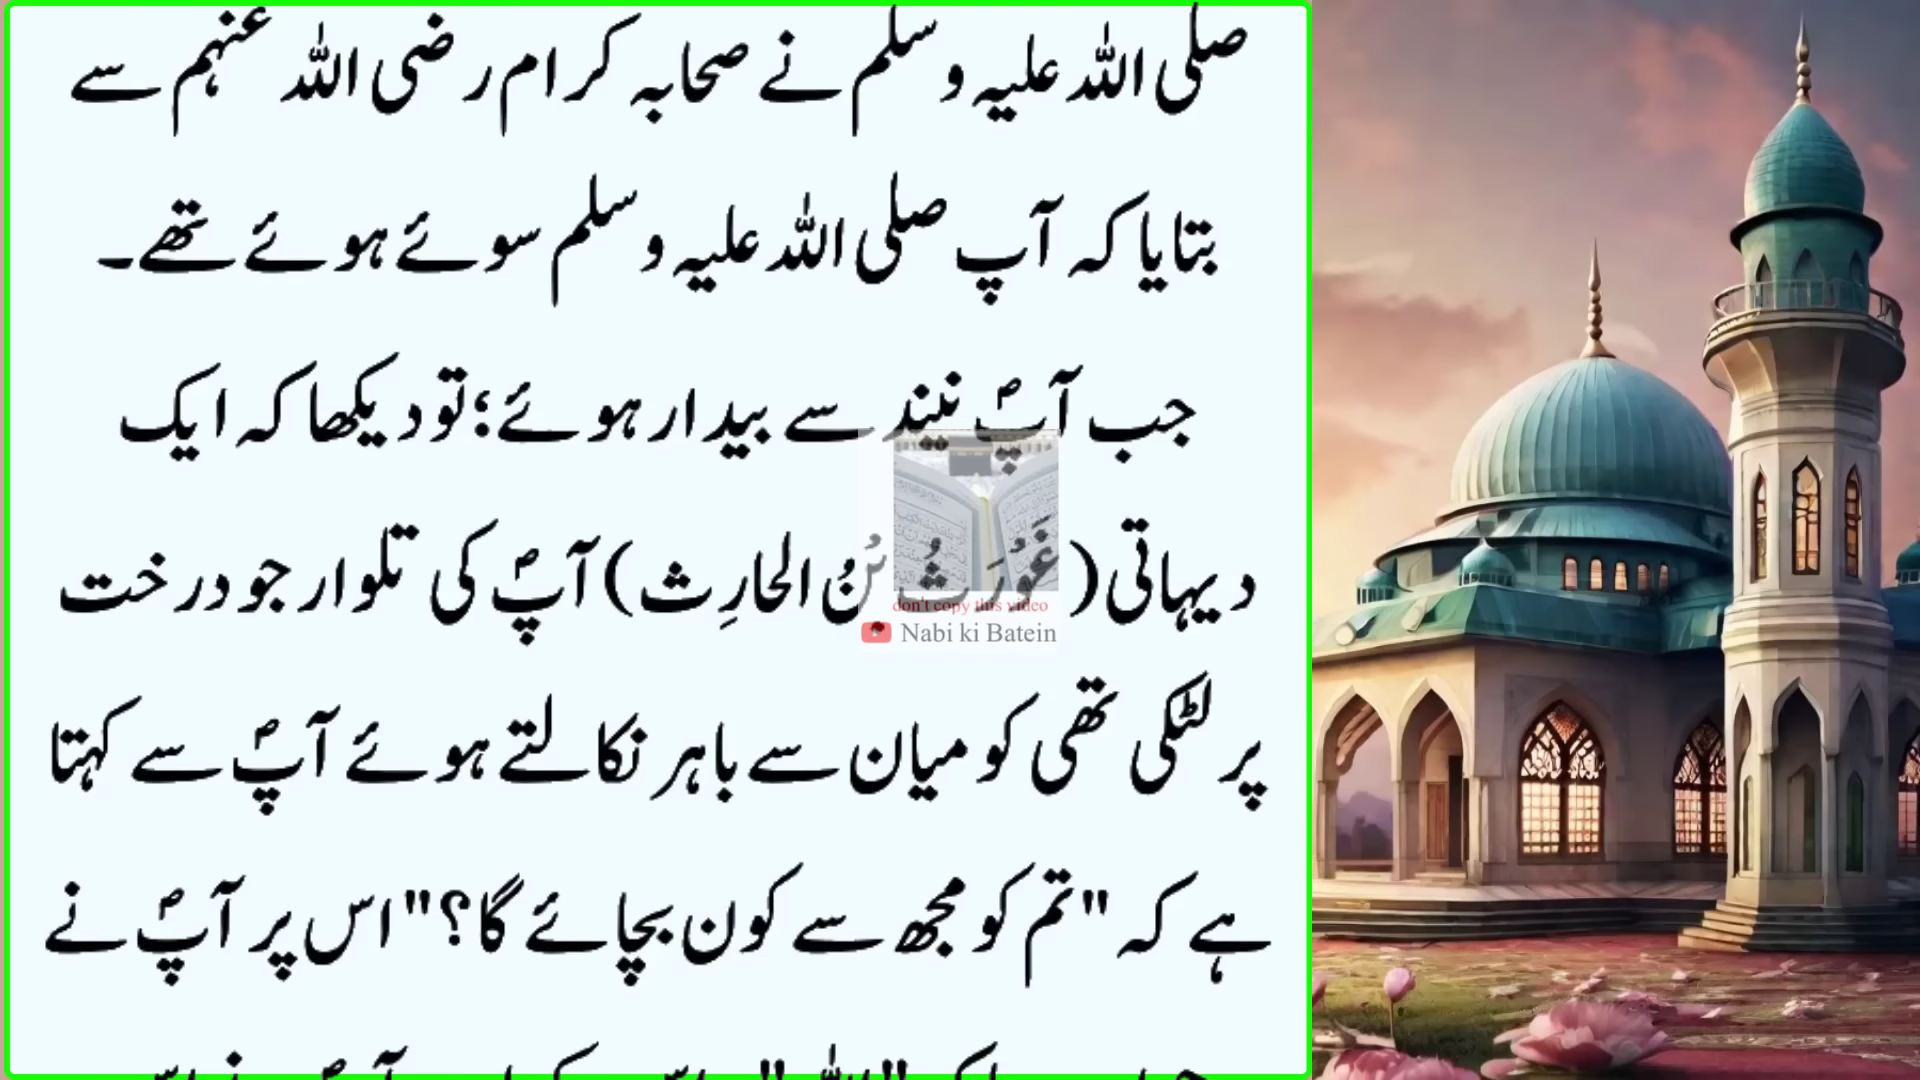 صلی اللہ علیہ وسلم نے صحابہ کرام رضی اللہ عنہم سے
بتایا کہ آپ صلی اللہ علیہ وسلم سوئے ہوئے تھے۔
جب آپؐ نیند سے بیدار ہوئے؛ تو دیکھا کہ ایک
دیہاتی (غَوُرَثُ بُنُ الحارِث) آپؐ کی تلوار جو درخت
پر لٹکی تھی کو میان سے باہر نکالتے ہوئے آپؐ سے کہتا
ہے کہ "تم کو مجھ سے کون بچائے گا؟" اس پر آپؐ نے
don't copy this video
Nabi ki Batein